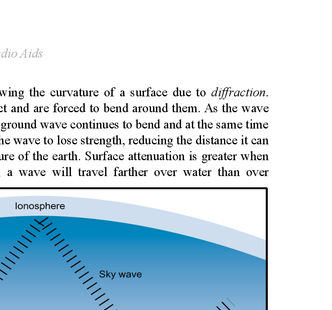 dio Aids
wing the curvature of a surface due to diffraction.
ct and are forced to bend around them. As the wave
ground wave continues to bend and at the same time
he wave to lose strength, reducing the distance it can
ure of the earth. Surface attenuation is greater when
a wave will travel farther over water than over
Ionosphere
Sky wave